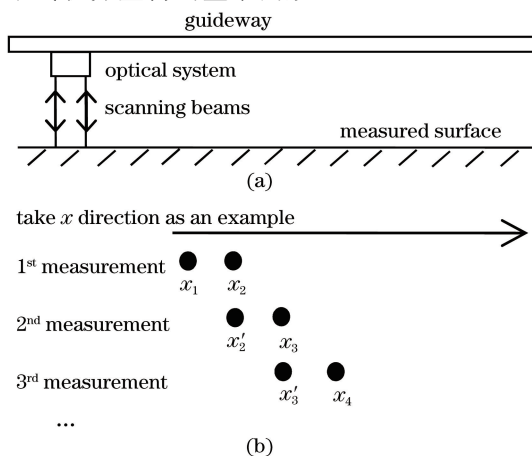 guideway
optical system
scanning beams
measured surface
(a)
take x direction as an example
1st measurement
x1 x2
2nd measurement
x2′ x3
3rd measurement
x3′ x4
...
(b)